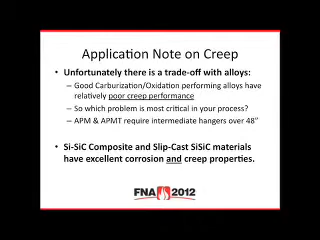 Application Note on Creep
• Unfortunately there is a trade-off with alloys:
– Good Carburization/Oxidation performing alloys have
relatively poor creep performance
– So which problem is most critical in your process?
– APM & APMT require intermediate hangers over 48"
• Si-SiC Composite and Slip-Cast SiSiC materials
have excellent corrosion and creep properties.
FNA 2012